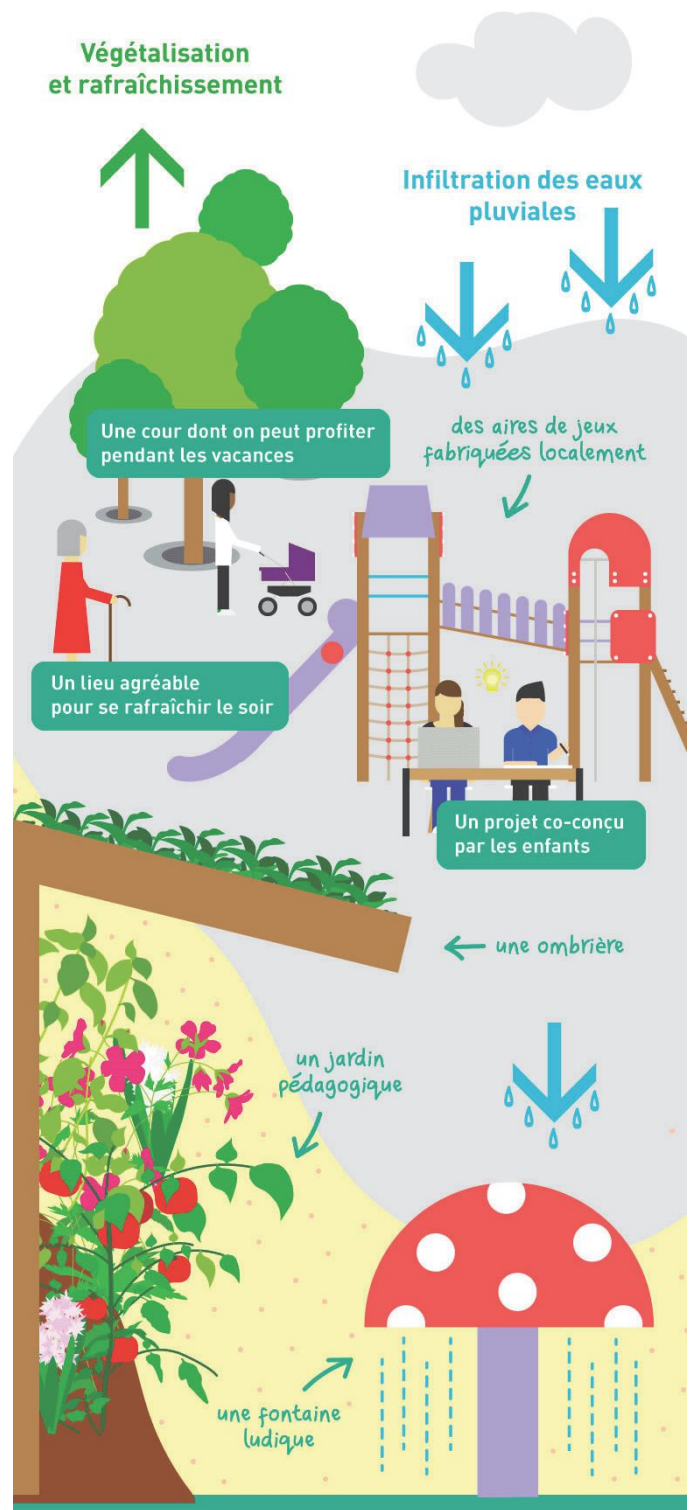 Végétalisation
et rafraîchissement
Infiltration des eaux
pluviales
Une cour dont on peut profiter
pendant les vacances
des aires de jeux
fabriquées localement
Un lieu agréable
pour se rafraîchir le soir
Un projet co-conçu
par les enfants
une ombrière
un jardin
pédagogique
une fontaine
ludique